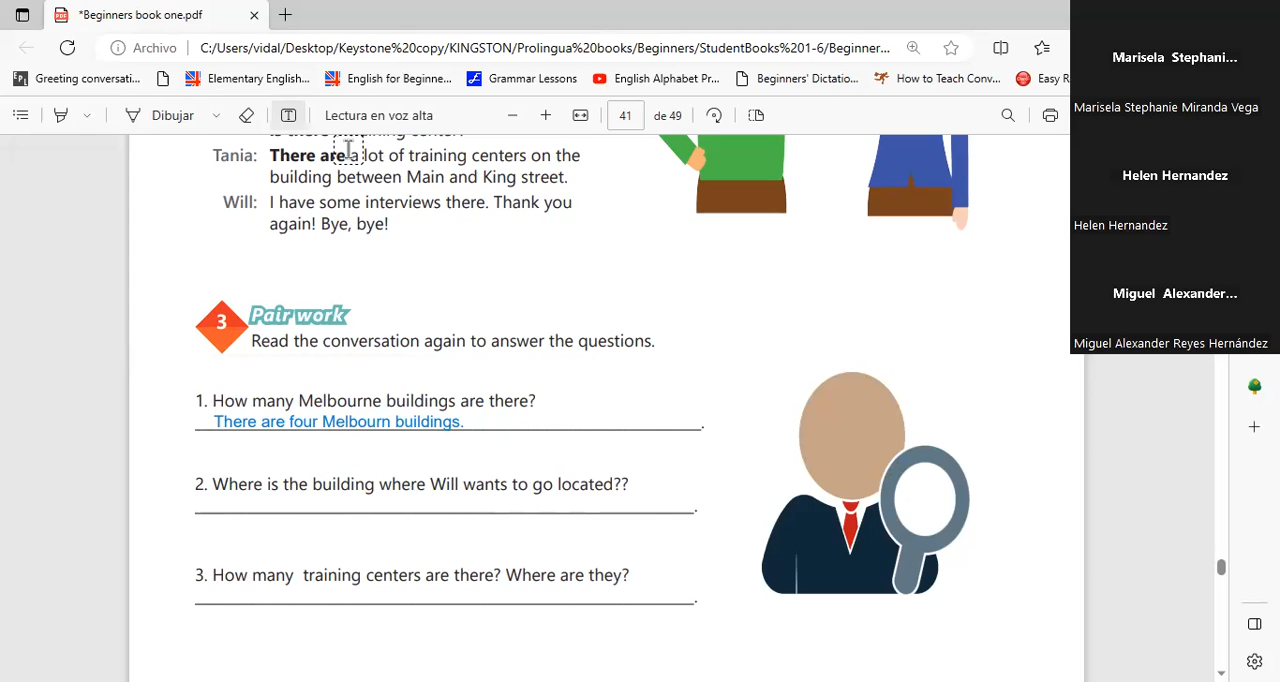 *Beginners book one.pdf
Archivo
C:/Users/vidal/Desktop/Keystone%20copy/KINGSTON/Prolingua%20books/Beginners/StudentBooks%201-6/Beginner...
Greeting conversati...
Elementary English...
English for Beginne...
Grammar Lessons
English Alphabet Pr...
Beginners' Dictatio...
How to Teach Conv...
Easy R
Dibujar
Lectura en voz alta
41
de 49
Tania: There are a lot of training centers on the
building between Main and King street.
Will: I have some interviews there. Thank you
again! Bye, bye!
3
Pair work
Read the conversation again to answer the questions.
1. How many Melbourne buildings are there?
There are four Melbourn buildings.
2. Where is the building where Will wants to go located??
3. How many training centers are there? Where are they?
Marisela Stephani...
Marisela Stephanie Miranda Vega
Helen Hernandez
Helen Hernandez
Miguel Alexander...
Miguel Alexander Reyes Hernández